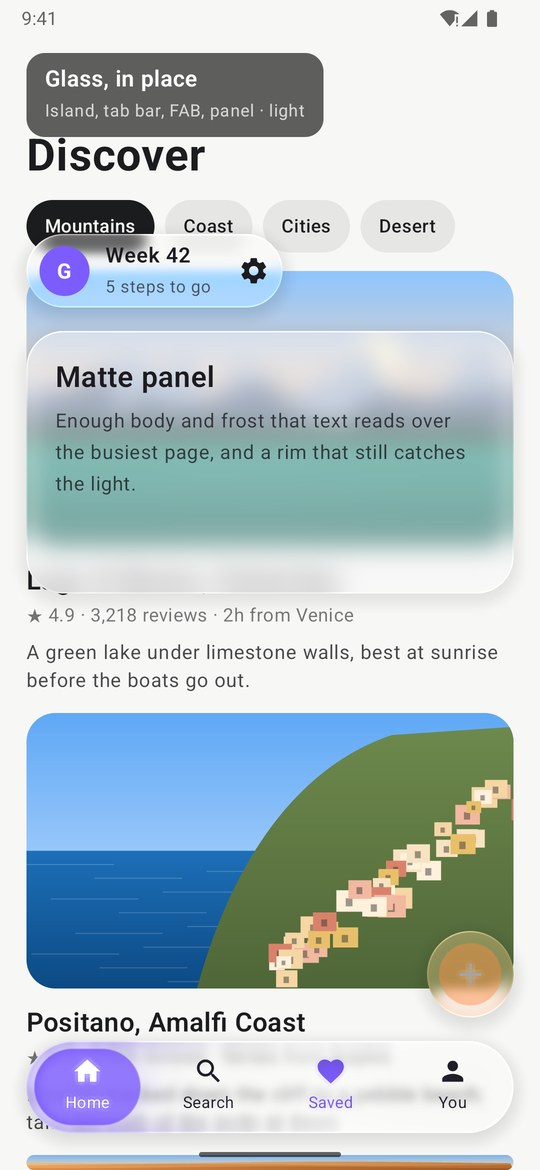 9:41
Glass, in place
Island, tab bar, FAB, panel · light
Discover
Mountains
Coast
Cities
Desert
G
Week 42
5 steps to go
Matte panel
Enough body and frost that text reads over
the busiest page, and a rim that still catches
the light.
★ 4.9 · 3,218 reviews · 2h from Venice
A green lake under limestone walls, best at sunrise
before the boats go out.
Positano, Amalfi Coast
Home
Search
Saved
You